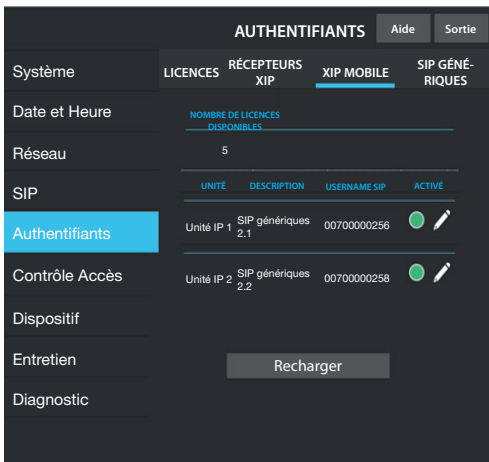 AUTHENTIFIANTS
Aide
Sortie
Système
Date et Heure
Réseau
SIP
Authentifiants
Contrôle Accès
Dispositif
Entretien
Diagnostic
LICENCES
RÉCEPTEURS
XIP
XIP MOBILE
SIP GÉNÉ-
RIQUES
NOMBRE DE LICENCES
DISPONIBLES
5
UNITÉ DESCRIPTION USERNAME SIP ACTIVÉ
Unité IP 1 SIP génériques 00700000256
2.1
Unité IP 2 SIP génériques 00700000258
2.2
Recharger